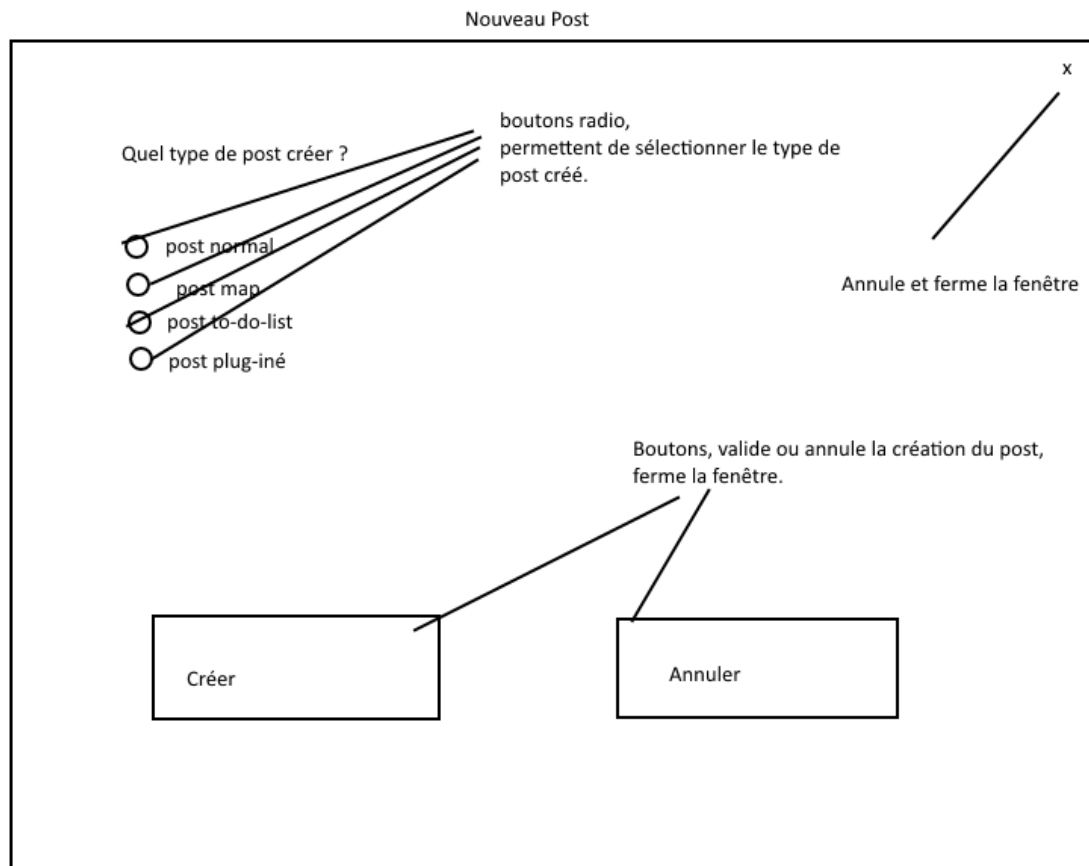 Nouveau Post
x
boutons radio,
permettent de sélectionner le type de
post créé.
Quel type de post créer ?
post normal
post map
post to-do-list
post plug-iné
Annule et ferme la fenêtre
Boutons, valide ou annule la création du post,
ferme la fenêtre.
Créer
Annuler